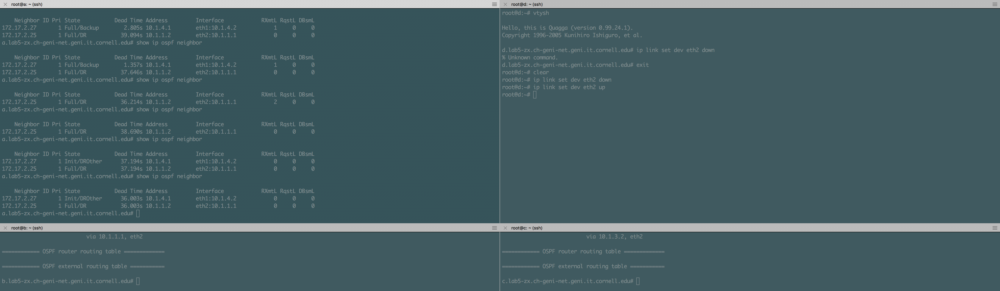 root@a: ~ (ssh)
Neighbor ID Pri State Dead Time Address Interface RXmtL RqstL DBsmL
172.17.2.27 1 Full/Backup 2.805s 10.1.4.1 eth1:10.1.4.2 1 0 0
172.17.2.25 1 Full/DR 39.094s 10.1.1.2 eth2:10.1.1.1 0 0 0
a.lab5-zx.ch-geni-net.geni.it.cornell.edu# show ip ospf neighbor
Neighbor ID Pri State Dead Time Address Interface RXmtL RqstL DBsmL
172.17.2.27 1 Full/Backup 1.357s 10.1.4.1 eth1:10.1.4.2 1 0 0
172.17.2.25 1 Full/DR 37.646s 10.1.1.2 eth2:10.1.1.1 0 0 0
a.lab5-zx.ch-geni-net.geni.it.cornell.edu# show ip ospf neighbor
Neighbor ID Pri State Dead Time Address Interface RXmtL RqstL DBsmL
172.17.2.25 1 Full/DR 36.214s 10.1.1.2 eth2:10.1.1.1 2 0 0
a.lab5-zx.ch-geni-net.geni.it.cornell.edu# show ip ospf neighbor
Neighbor ID Pri State Dead Time Address Interface RXmtL RqstL DBsmL
172.17.2.25 1 Full/DR 38.690s 10.1.1.2 eth2:10.1.1.1 0 0 0
a.lab5-zx.ch-geni-net.geni.it.cornell.edu# show ip ospf neighbor
Neighbor ID Pri State Dead Time Address Interface RXmtL RqstL DBsmL
172.17.2.27 1 Init/DROther 37.194s 10.1.4.1 eth1:10.1.4.2 0 0 0
172.17.2.25 1 Full/DR 37.194s 10.1.1.2 eth2:10.1.1.1 0 0 0
a.lab5-zx.ch-geni-net.geni.it.cornell.edu# show ip ospf neighbor
Neighbor ID Pri State Dead Time Address Interface RXmtL RqstL DBsmL
172.17.2.27 1 Init/DROther 36.003s 10.1.4.1 eth1:10.1.4.2 0 0 0
172.17.2.25 1 Full/DR 36.003s 10.1.1.2 eth2:10.1.1.1 0 0 0
a.lab5-zx.ch-geni-net.geni.it.cornell.edu#
root@d: ~ (ssh)
root@d:~# vtysh
Hello, this is Quagga (version 0.99.24.1).
Copyright 1996-2005 Kunihiro Ishiguro, et al.
d.lab5-zx.ch-geni-net.geni.it.cornell.edu# ip link set dev eth2 down
% Unknown command.
d.lab5-zx.ch-geni-net.geni.it.cornell.edu# exit
root@d:~# clear
root@d:~# ip link set dev eth2 down
root@d:~# ip link set dev eth2 up
root@d:~#
root@b: ~ (ssh)
via 10.1.1.1, eth2
============ OSPF router routing table =============
============ OSPF external routing table ===========
b.lab5-zx.ch-geni-net.geni.it.cornell.edu#
root@c: ~ (ssh)
via 10.1.3.2, eth2
============ OSPF router routing table =============
============ OSPF external routing table ===========
c.lab5-zx.ch-geni-net.geni.it.cornell.edu#